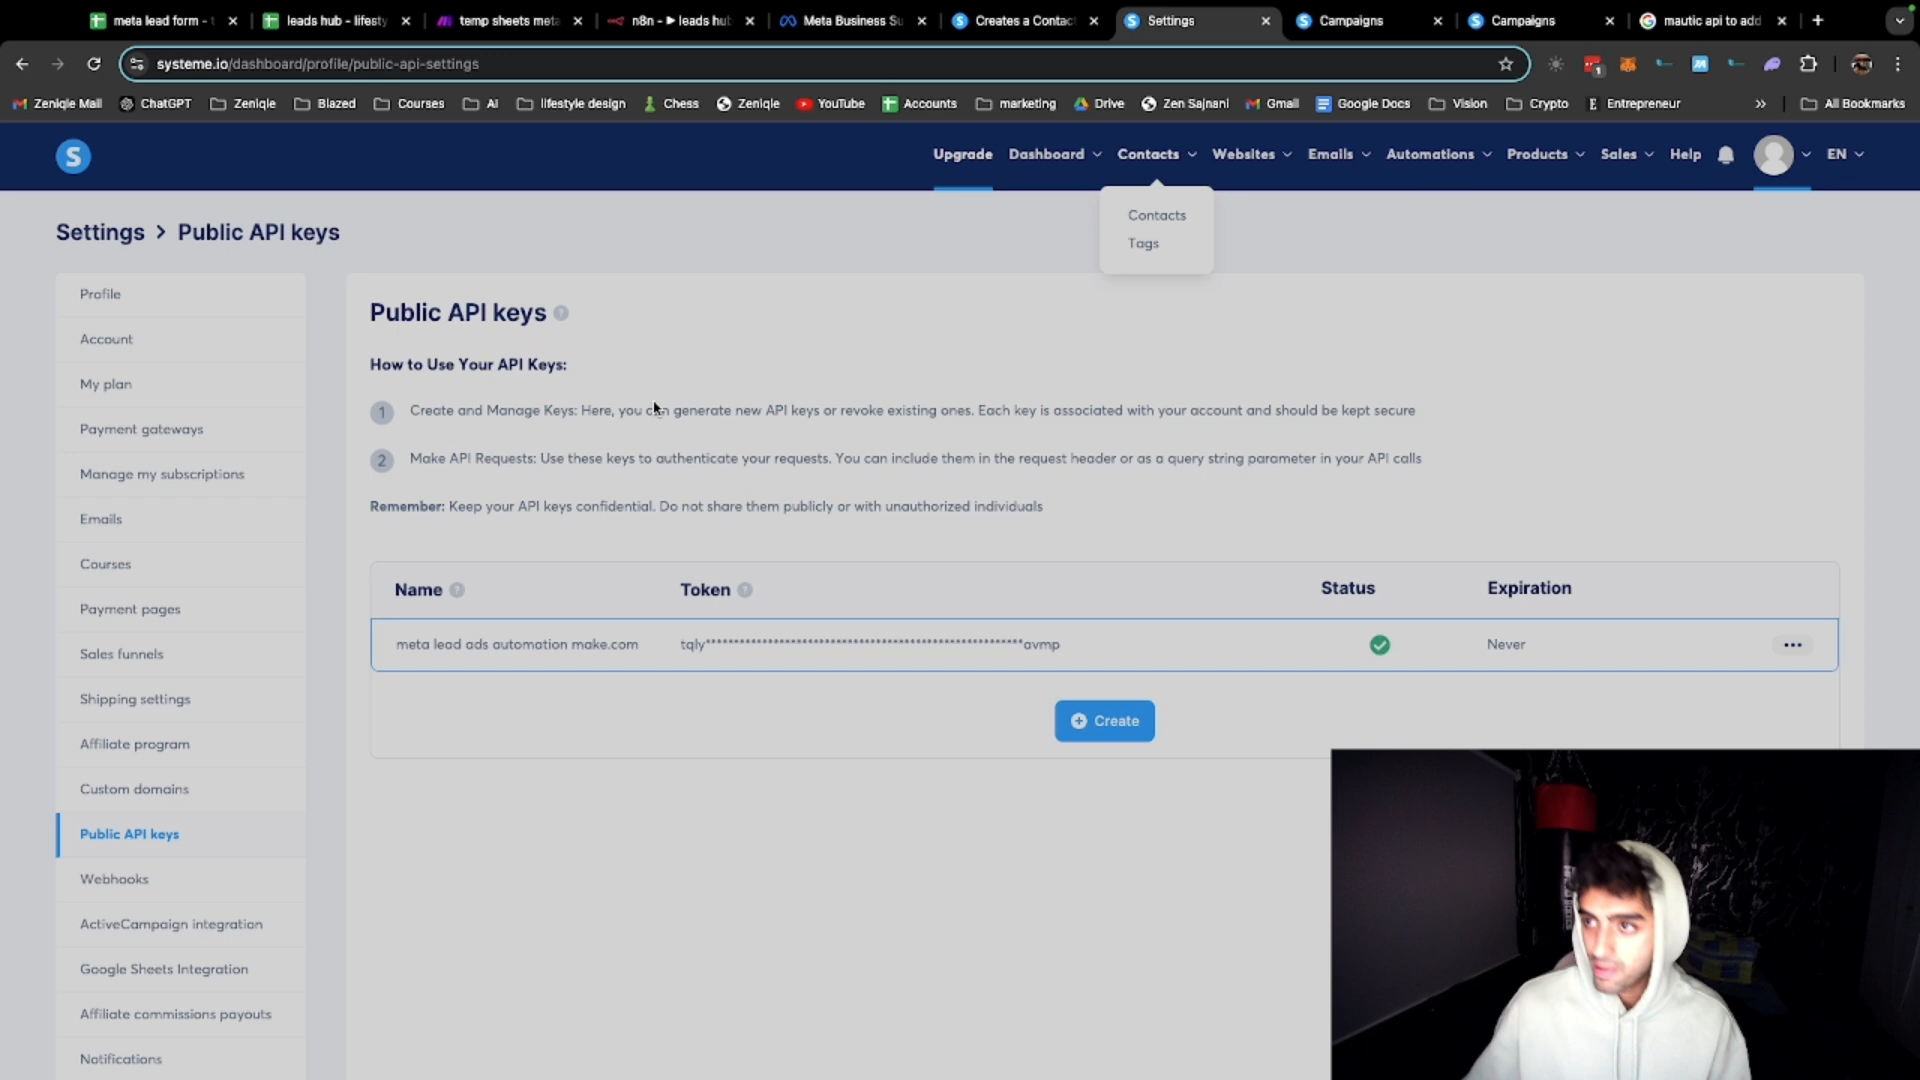 meta lead form - t
leads hub - lifesty
temp sheets meta
n8n - ▶ leads hub
Meta Business Su
Creates a Contac
Settings
Campaigns
Campaigns
mautic api to add
systeme.io/dashboard/profile/public-api-settings
1
Zeniqle Mail
ChatGPT
Zeniqle
Blazed
Courses
AI
lifestyle design
Chess
Zeniqle
YouTube
Accounts
marketing
Drive
Zen Sajnani
Gmail
Google Docs
Vision
Crypto
Entrepreneur
»
All Bookmarks
S
Upgrade
Dashboard
Contacts
Websites
Emails
Automations
Products
Sales
Help
EN
Contacts
Tags
Settings > Public API keys
Profile
Account
My plan
Payment gateways
Manage my subscriptions
Emails
Courses
Payment pages
Sales funnels
Shipping settings
Affiliate program
Custom domains
Public API keys
Webhooks
ActiveCampaign integration
Google Sheets Integration
Affiliate commissions payouts
Notifications
Public API keys ?
How to Use Your API Keys:
1 Create and Manage Keys: Here, you can generate new API keys or revoke existing ones. Each key is associated with your account and should be kept secure
2 Make API Requests: Use these keys to authenticate your requests. You can include them in the request header or as a query string parameter in your API calls
Remember: Keep your API keys confidential. Do not share them publicly or with unauthorized individuals
Name ? Token ? Status Expiration
meta lead ads automation make.com tqly********************************************************avmp Never
Create